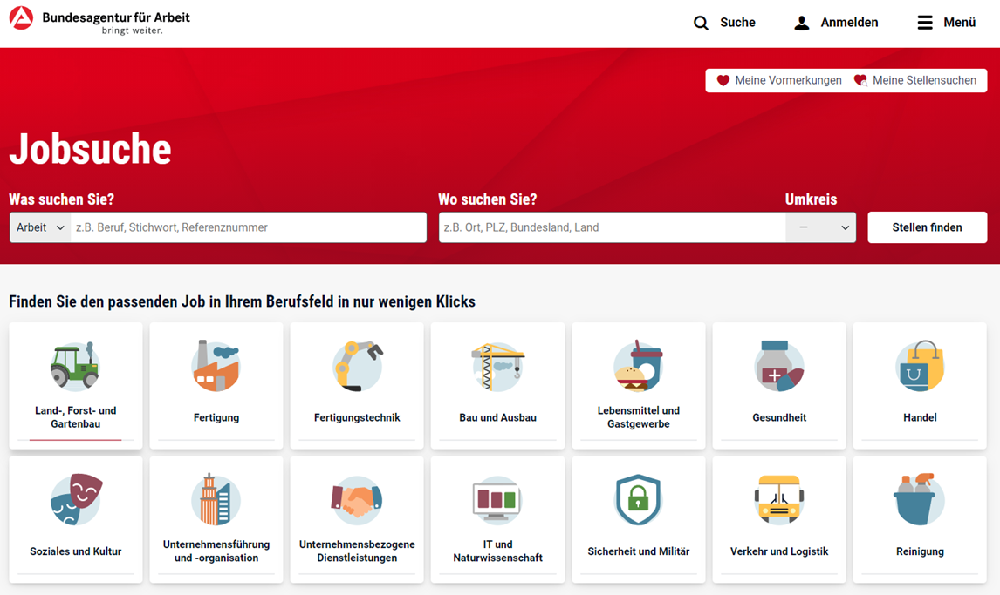 Bundesagentur für Arbeit
bringt weiter.
Suche
Anmelden
Menü
Meine Vormerkungen
Meine Stellensuchen
Jobsuche
Was suchen Sie?
Wo suchen Sie?
Umkreis
Arbeit
z.B. Beruf, Stichwort, Referenznummer
z.B. Ort, PLZ, Bundesland, Land
—
Stellen finden
Finden Sie den passenden Job in Ihrem Berufsfeld in nur wenigen Klicks
Land-, Forst- und
Gartenbau
Fertigung
Fertigungstechnik
Bau und Ausbau
Lebensmittel und
Gastgewerbe
Gesundheit
Handel
Soziales und Kultur
Unternehmensführung
und -organisation
Unternehmensbezogene
Dienstleistungen
IT und
Naturwissenschaft
Sicherheit und Militär
Verkehr und Logistik
Reinigung